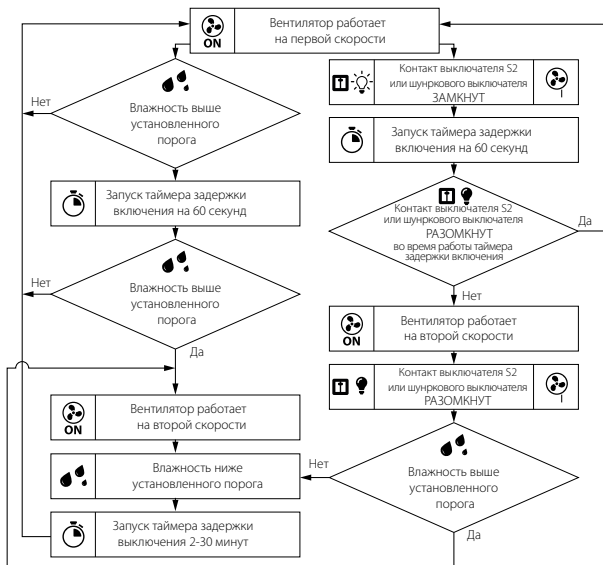 Вентилятор работает
на первой скорости
ON
Нет
Влажность выше
установленного
порога
Запуск таймера задержки
включения на 60 секунд
Нет
Влажность выше
установленного
порога
Да
ON
Вентилятор работает
на второй скорости
Влажность ниже
установленного порога
Запуск таймера задержки
выключения 2-30 минут
Контакт выключателя S2
или шунркового выключателя
ЗАМКНУТ
Запуск таймера задержки
включения на 60 секунд
Контакт выключателя S2
или шунркового выключателя
РАЗОМКНУТ
во время работы таймера
задержки включения
Да
Нет
ON
Вентилятор работает
на второй скорости
Контакт выключателя S2
или шунркового выключателя
РАЗОМКНУТ
Нет
Влажность выше
установленного
порога
Да